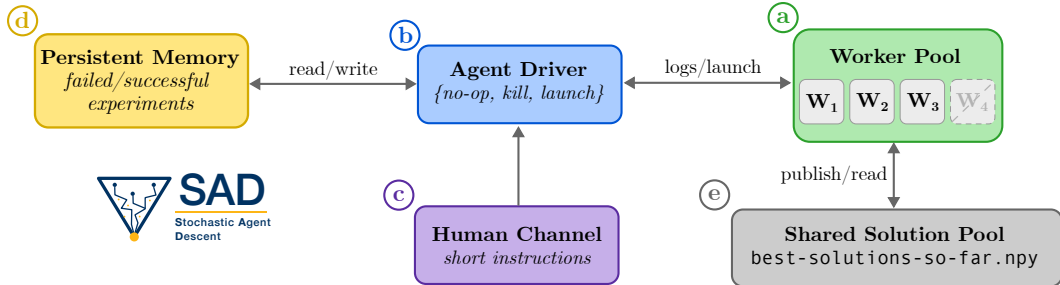 d
Persistent Memory
failed/successful
experiments
read/write
b
Agent Driver
{no-op, kill, launch}
logs/launch
a
Worker Pool
W1 W2 W3 W4
publish/read
SAD
Stochastic Agent
Descent
c
Human Channel
short instructions
e
Shared Solution Pool
best-solutions-so-far.npy